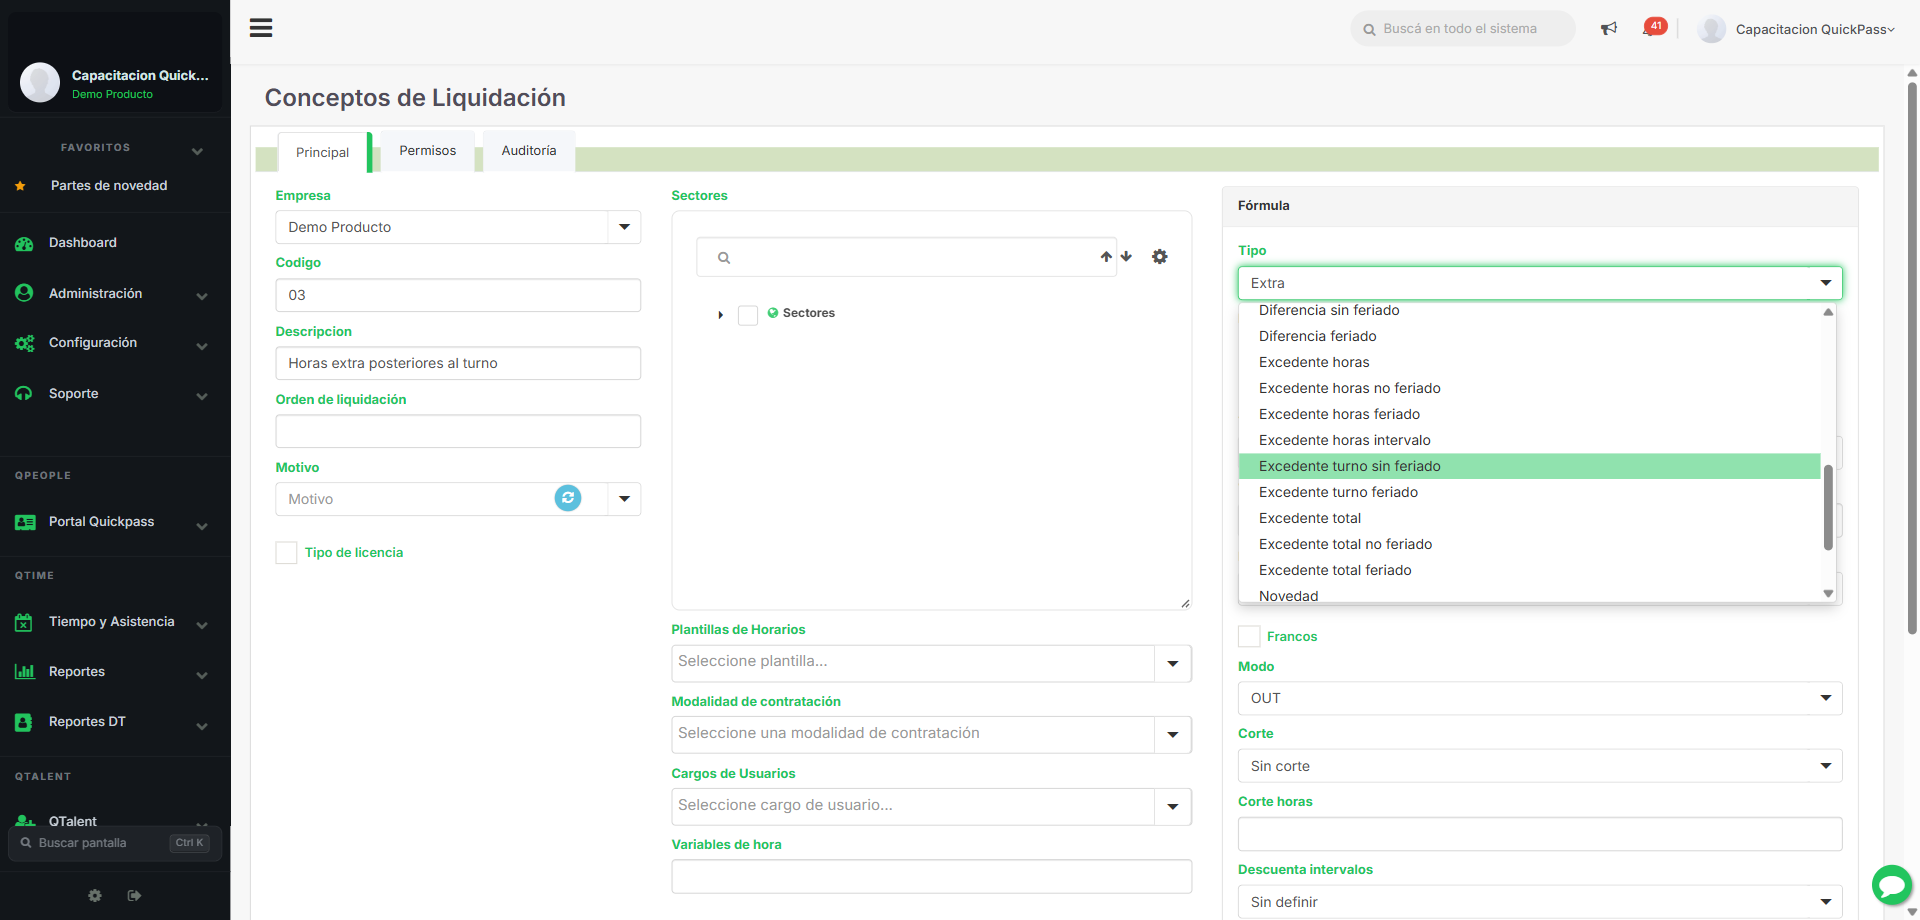 Capacitacion Quick...
Demo Producto
FAVORITOS
Partes de novedad
Dashboard
Administración
Configuración
Soporte
QPEOPLE
Portal Quickpass
QTIME
Tiempo y Asistencia
Reportes
Reportes DT
QTALENT
QTalent
Buscar pantalla
Ctrl K
Buscá en todo el sistema
41
Capacitacion QuickPass
Conceptos de Liquidación
Principal
Permisos
Auditoría
Empresa
Demo Producto
Codigo
03
Descripcion
Horas extra posteriores al turno
Orden de liquidación
Motivo
Motivo
Tipo de licencia
Sectores
Sectores
Plantillas de Horarios
Seleccione plantilla...
Modalidad de contratación
Seleccione una modalidad de contratación
Cargos de Usuarios
Seleccione cargo de usuario...
Variables de hora
Fórmula
Tipo
Extra
Diferencia sin feriado
Diferencia feriado
Excedente horas
Excedente horas no feriado
Excedente horas feriado
Excedente horas intervalo
Excedente turno sin feriado
Excedente turno feriado
Excedente total
Excedente total no feriado
Excedente total feriado
Novedad
Francos
Modo
OUT
Corte
Sin corte
Corte horas
Descuenta intervalos
Sin definir